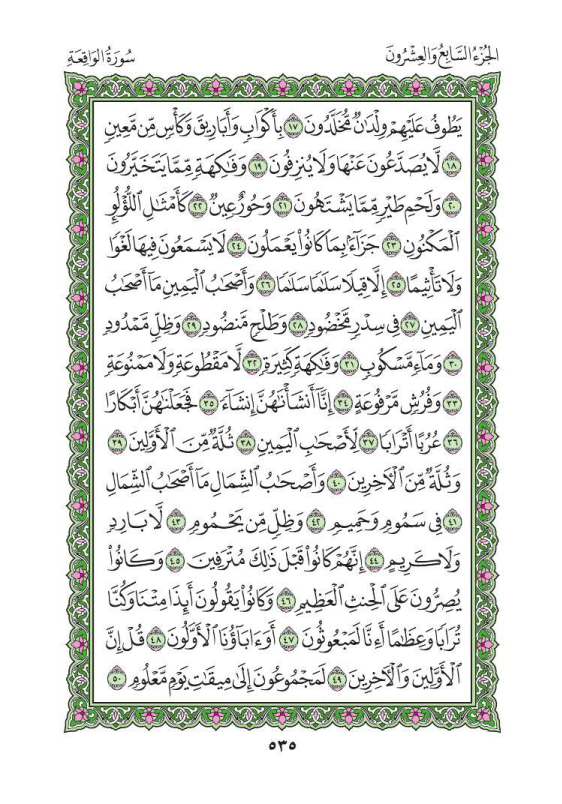 الجُزْءُ السَّابِعُ وَالعِشْرُونَ
سُورَةُ الوَاقِعَةِ
يَطُوفُ عَلَيْهِمْ وِلْدَٰنٌ مُّخَلَّدُونَ ١٧ بِأَكْوَابٍ وَأَبَارِيقَ وَكَأْسٍ مِّن مَّعِينٍ
١٨ لَّا يُصَدَّعُونَ عَنْهَا وَلَا يُنزِفُونَ ١٩ وَفَٰكِهَةٍ مِّمَّا يَتَخَيَّرُونَ
٢٠ وَلَحْمِ طَيْرٍ مِّمَّا يَشْتَهُونَ ٢١ وَحُورٌ عِينٌ ٢٢ كَأَمْثَٰلِ ٱللُّؤْلُؤِ
ٱلْمَكْنُونِ ٢٣ جَزَآءًۢ بِمَا كَانُوا۟ يَعْمَلُونَ ٢٤ لَا يَسْمَعُونَ فِيهَا لَغْوًا
وَلَا تَأْثِيمًا ٢٥ إِلَّا قِيلًا سَلَٰمًا سَلَٰمًا ٢٦ وَأَصْحَٰبُ ٱلْيَمِينِ مَآ أَصْحَٰبُ
ٱلْيَمِينِ ٢٧ فِى سِدْرٍ مَّخْضُودٍ ٢٨ وَطَلْحٍ مَّنضُودٍ ٢٩ وَظِلٍّ مَّمْدُودٍ
٣٠ وَمَآءٍ مَّسْكُوبٍ ٣١ وَفَٰكِهَةٍ كَثِيرَةٍ ٣٢ لَّا مَقْطُوعَةٍ وَلَا مَمْنُوعَةٍ
٣٣ وَفُرُشٍ مَّرْفُوعَةٍ ٣٤ إِنَّآ أَنشَأْنَٰهُنَّ إِنشَآءً ٣٥ فَجَعَلْنَٰهُنَّ أَبْكَارًا
٣٦ عُرُبًا أَتْرَابًا ٣٧ لِّأَصْحَٰبِ ٱلْيَمِينِ ٣٨ ثُلَّةٌ مِّنَ ٱلْأَوَّلِينَ ٣٩
وَثُلَّةٌ مِّنَ ٱلْءَاخِرِينَ ٤٠ وَأَصْحَٰبُ ٱلشِّمَالِ مَآ أَصْحَٰبُ ٱلشِّمَالِ
٤١ فِى سَمُومٍ وَحَمِيمٍ ٤٢ وَظِلٍّ مِّن يَحْمُومٍ ٤٣ لَّا بَارِدٍ
وَلَا كَرِيمٍ ٤٤ إِنَّهُمْ كَانُوا۟ قَبْلَ ذَٰلِكَ مُتْرَفِينَ ٤٥ وَكَانُوا۟
يُصِرُّونَ عَلَى ٱلْحِنثِ ٱلْعَظِيمِ ٤٦ وَكَانُوا۟ يَقُولُونَ أَئِذَا مِتْنَا وَكُنَّا
تُرَابًا وَعِظَٰمًا أَءِنَّا لَمَبْعُوثُونَ ٤٧ أَوَءَابَآؤُنَا ٱلْأَوَّلُونَ ٤٨ قُلْ إِنَّ
ٱلْأَوَّلِينَ وَٱلْءَاخِرِينَ ٤٩ لَمَجْمُوعُونَ إِلَىٰ مِيقَٰتِ يَوْمٍ مَّعْلُومٍ ٥٠
٥٣٥